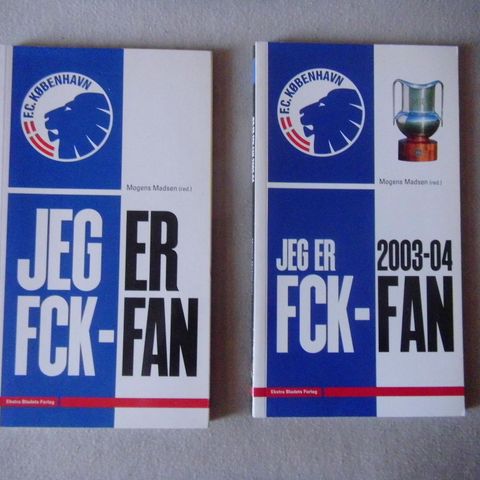 F.C. KØBENHAVN
Mogens Madsen (red.)
JEG ER
FCK-FAN
Ekstra Bladets Forlag
F.C. KØBENHAVN
Mogens Madsen (red.)
JEG ER 2003-04
FCK-FAN
Ekstra Bladets Forlag